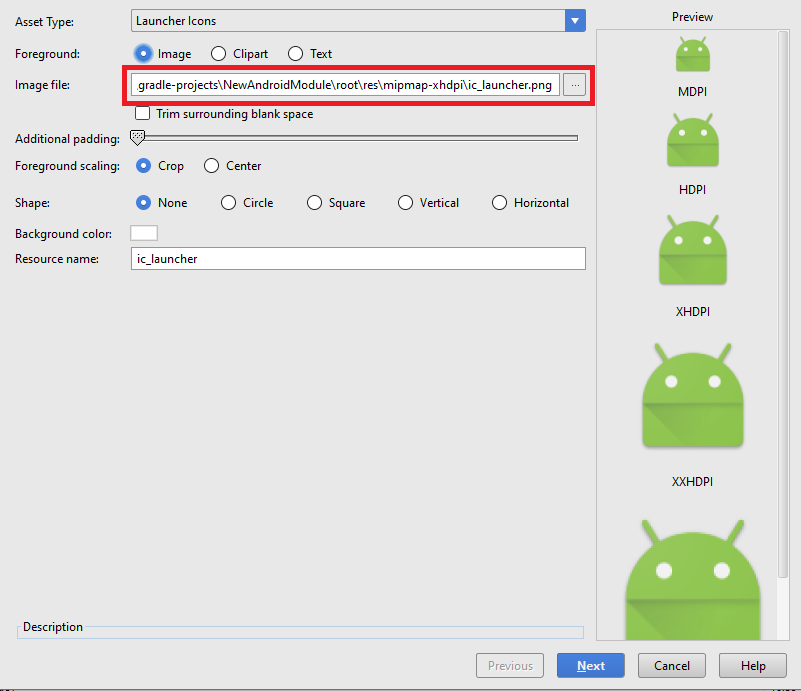 Asset Type: Launcher Icons
Foreground: Image Clipart Text
Image file: gradle-projects\NewAndroidModule\root\res\mipmap-xhdpi\ic_launcher.png ...
Trim surrounding blank space
Additional padding:
Foreground scaling: Crop Center
Shape: None Circle Square Vertical Horizontal
Background color:
Resource name: ic_launcher
Preview
MDPI
HDPI
XHDPI
XXHDPI
Description
Previous Next Cancel Help